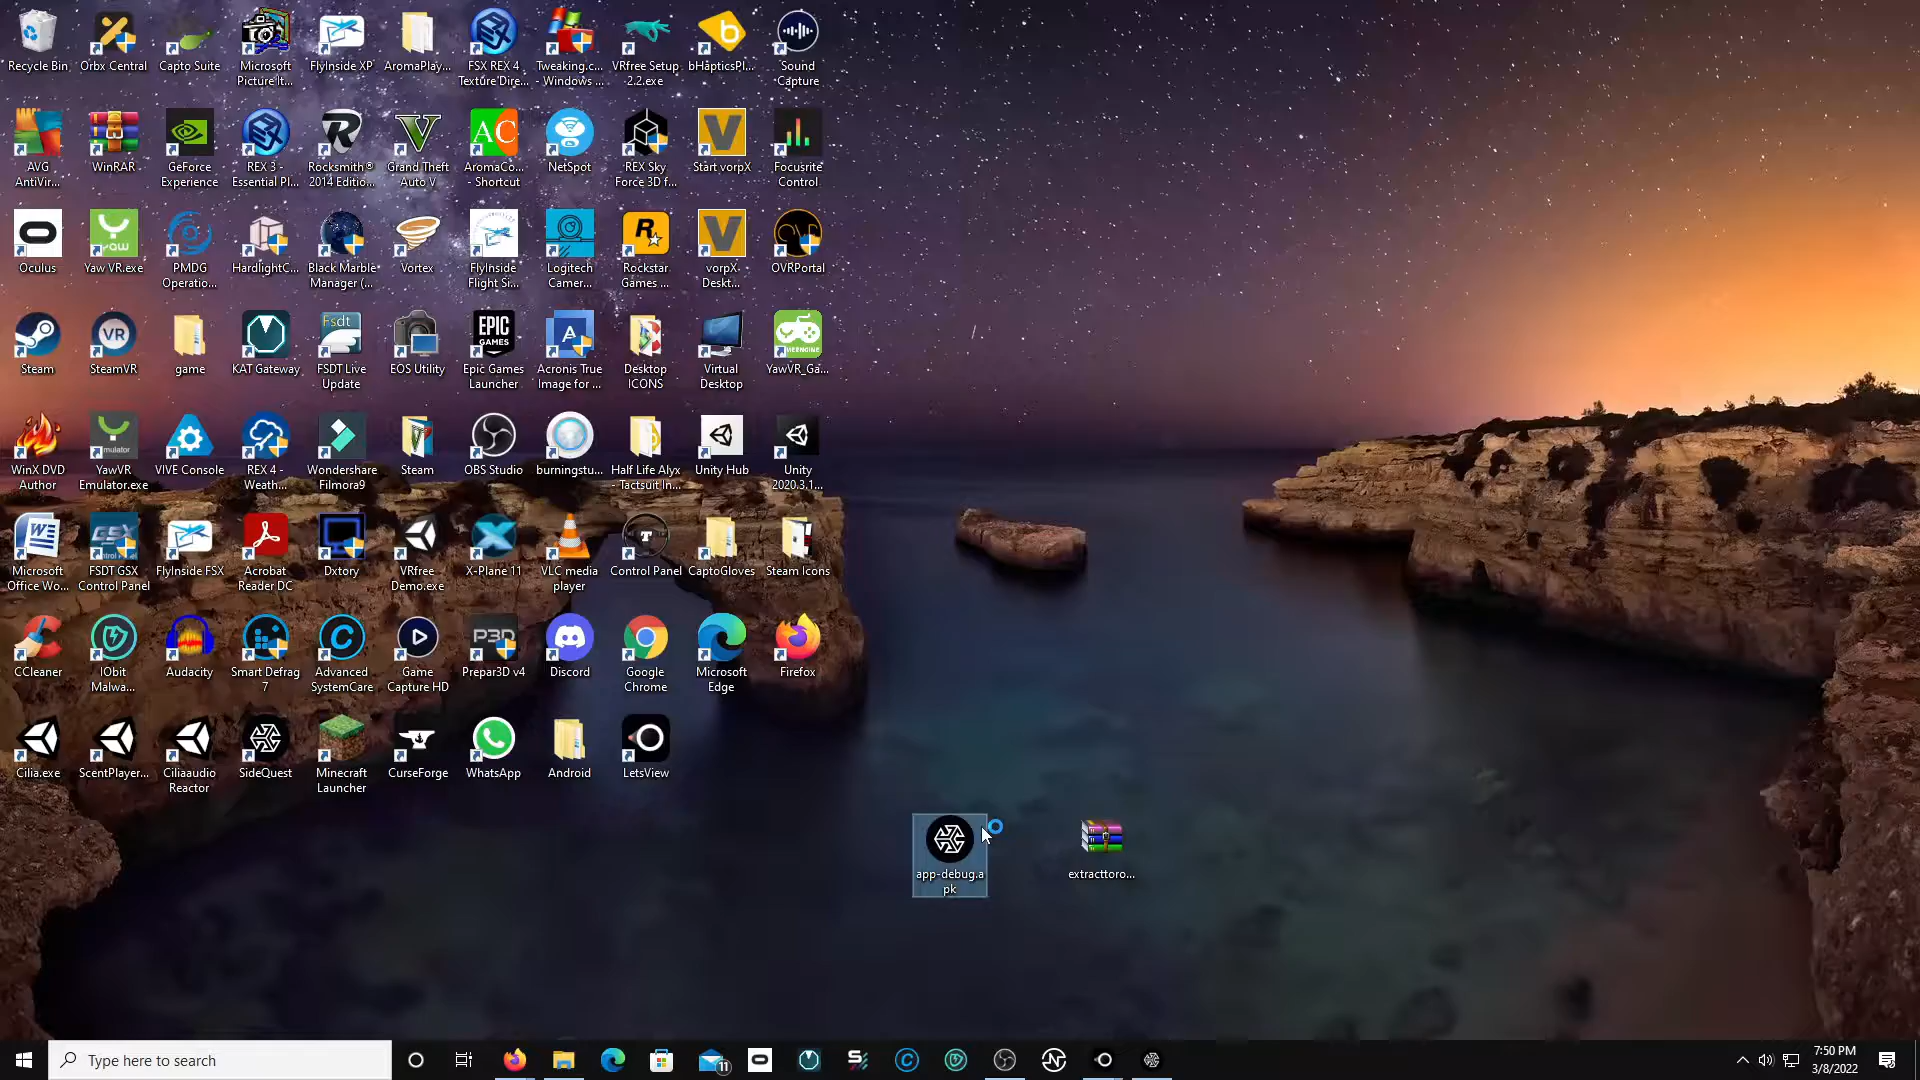 Recycle Bin
Orbx Central
Capto Suite
Microsoft
Picture It...
FlyInside XP
AromaPlay...
FSX REX 4
Texture Dire...
Tweaking.c...
- Windows ...
VRfree Setup
2.2.exe
bHapticsPl...
Sound
Capture
AVG
AntiVir...
WinRAR
GeForce
Experience
REX 3 -
Essential Pl...
Rocksmith®
2014 Editio...
Grand Theft
Auto V
AC
AromaCo...
- Shortcut
NetSpot
REX Sky
Force 3D f...
Start vorpX
Focusrite
Control
Oculus
yaw
Yaw VR.exe
PMDG
Operatio...
HardlightC...
Black Marble
Manager (...
Vortex
FlyInside
Flight Si...
Logitech
Camer...
Rockstar
Games ...
vorpX
Deskt...
OVRPortal
Steam
VR
SteamVR
game
KAT Gateway
Fsdt
FSDT Live
Update
EOS Utility
EPIC
GAMES
Epic Games
Launcher
Acronis True
Image for ...
Desktop
ICONS
Virtual
Desktop
YawVR_Ga...
WinX DVD
Author
YawVR
Emulator.exe
VIVE Console
REX 4 -
Weath...
Wondershare
Filmora9
Steam
OBS Studio
burningstu...
Half Life Alyx
- Tactsuit In...
Unity Hub
Unity
2020.3.1...
Microsoft
Office Wo...
FSDT GSX
Control Panel
FlyInside FSX
Acrobat
Reader DC
Dxtory
VRfree
Demo.exe
X-Plane 11
VLC media
player
Control Panel
CaptoGloves
Steam Icons
CCleaner
IObit
Malwa...
Audacity
Smart Defrag
7
Advanced
SystemCare
Game
Capture HD
P3D
Prepar3D v4
Discord
Google
Chrome
Microsoft
Edge
Firefox
Cilia.exe
ScentPlayer...
Ciliaaudio
Reactor
SideQuest
Minecraft
Launcher
CurseForge
WhatsApp
Android
LetsView
app-debug.a
pk
extracttoro...
Type here to search
11
7:50 PM
3/8/2022